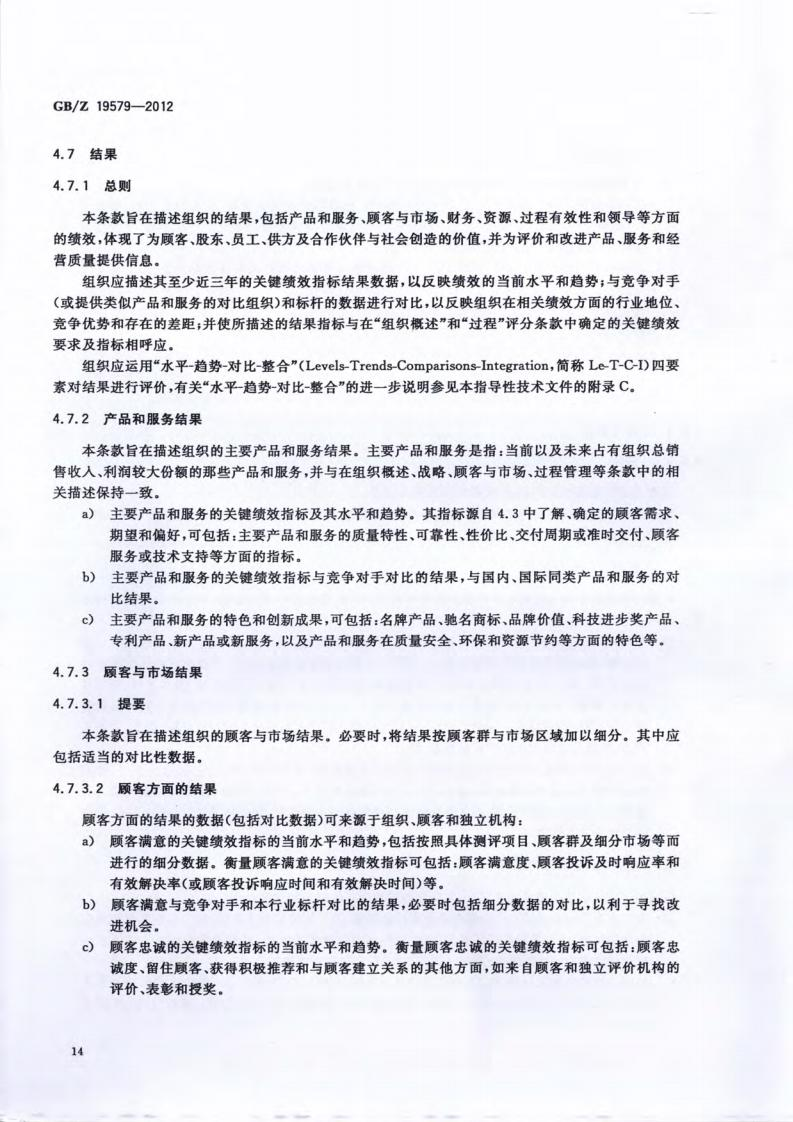 GB/Z 19579—2012
4.7 结果
4.7.1 总则
本条款旨在描述组织的结果,包括产品和服务、顾客与市场、财务、资源、过程有效性和领导等方面
的绩效,体现了为顾客、股东、员工、供方及合作伙伴与社会创造的价值,并为评价和改进产品、服务和经
营质量提供信息。
组织应描述其至少近三年的关键绩效指标结果数据,以反映绩效的当前水平和趋势;与竞争对手
(或提供类似产品和服务的对比组织)和标杆的数据进行对比,以反映组织在相关绩效方面的行业地位、
竞争优势和存在的差距;并使所描述的结果指标与在“组织概述”和“过程”评分条款中确定的关键绩效
要求及指标相呼应。
组织应运用“水平-趋势-对比-整合”(Levels-Trends-Comparisons-Integration,简称 Le-T-C-I)四要
素对结果进行评价,有关“水平-趋势-对比-整合”的进一步说明参见本指导性技术文件的附录 C。
4.7.2 产品和服务结果
本条款旨在描述组织的主要产品和服务结果。主要产品和服务是指:当前以及未来占有组织总销
售收入、利润较大份额的那些产品和服务,并与在组织概述、战略、顾客与市场、过程管理等条款中的相
关描述保持一致。
a) 主要产品和服务的关键绩效指标及其水平和趋势。其指标源自 4.3 中了解、确定的顾客需求、
期望和偏好,可包括:主要产品和服务的质量特性、可靠性、性价比、交付周期或准时交付、顾客
服务或技术支持等方面的指标。
b) 主要产品和服务的关键绩效指标与竞争对手对比的结果,与国内、国际同类产品和服务的对
比结果。
c) 主要产品和服务的特色和创新成果,可包括:名牌产品、驰名商标、品牌价值、科技进步奖产品、
专利产品、新产品或新服务,以及产品和服务在质量安全、环保和资源节约等方面的特色等。
4.7.3 顾客与市场结果
4.7.3.1 提要
本条款旨在描述组织的顾客与市场结果。必要时,将结果按顾客群与市场区域加以细分。其中应
包括适当的对比性数据。
4.7.3.2 顾客方面的结果
顾客方面的结果的数据(包括对比数据)可来源于组织、顾客和独立机构:
a) 顾客满意的关键绩效指标的当前水平和趋势,包括按照具体测评项目、顾客群及细分市场等而
进行的细分数据。衡量顾客满意的关键绩效指标可包括:顾客满意度、顾客投诉及时响应率和
有效解决率(或顾客投诉响应时间和有效解决时间)等。
b) 顾客满意与竞争对手和本行业标杆对比的结果,必要时包括细分数据的对比,以利于寻找改
进机会。
c) 顾客忠诚的关键绩效指标的当前水平和趋势。衡量顾客忠诚的关键绩效指标可包括:顾客忠
诚度、留住顾客、获得积极推荐和与顾客建立关系的其他方面,如来自顾客和独立评价机构的
评价、表彰和授奖。
14